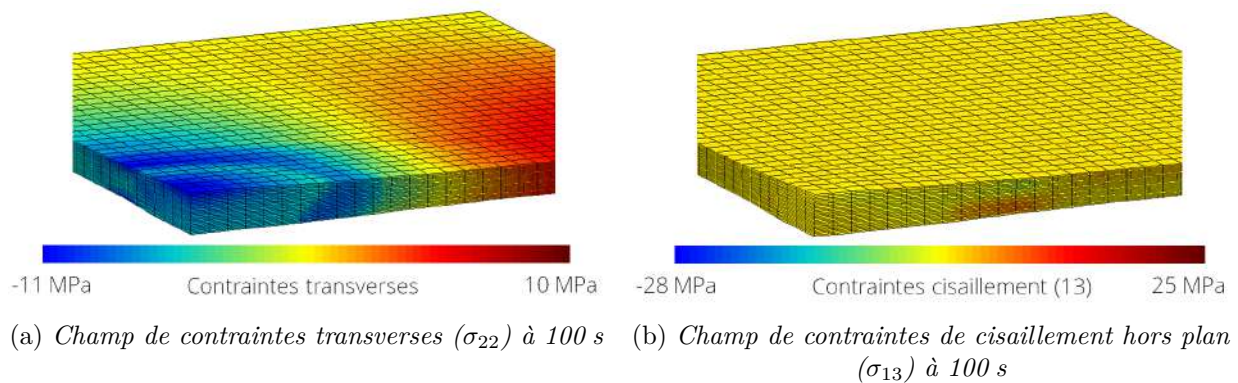 -11 MPa Contraintes transverses 10 MPa
-28 MPa Contraintes cisaillement (13) 25 MPa
(a) Champ de contraintes transverses (σ22) à 100 s
(b) Champ de contraintes de cisaillement hors plan
(σ13) à 100 s